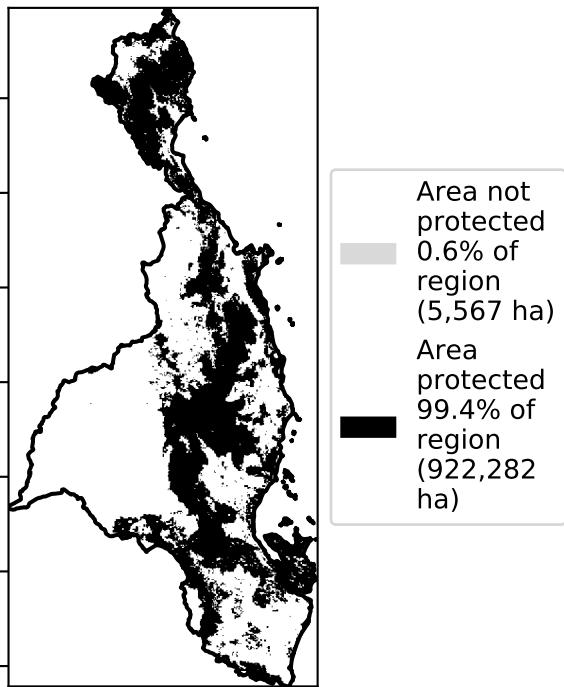 Area not
protected
0.6% of
region
(5,567 ha)
Area
protected
99.4% of
region
(922,282
ha)